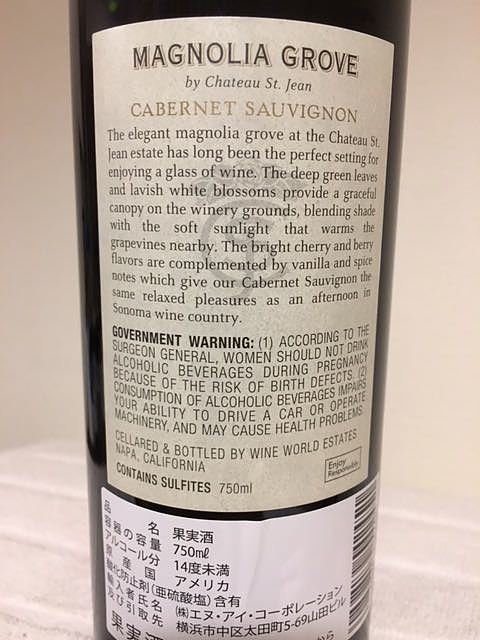 MAGNOLIA GROVE
by Chateau St. Jean
CABERNET SAUVIGNON
The elegant magnolia grove at the Chateau St.
Jean estate has long been the perfect setting for
enjoying a glass of wine. The deep green leaves
and lavish white blossoms provide a graceful
canopy on the winery grounds, blending shade
with the soft sunlight that warms the
grapevines nearby. The bright cherry and berry
flavors are complemented by vanilla and spice
notes which give our Cabernet Sauvignon the
same relaxed pleasures as an afternoon in
Sonoma wine country.
GOVERNMENT WARNING: (1) ACCORDING TO THE
SURGEON GENERAL, WOMEN SHOULD NOT DRINK
ALCOHOLIC BEVERAGES DURING PREGNANCY
BECAUSE OF THE RISK OF BIRTH DEFECTS. (2)
CONSUMPTION OF ALCOHOLIC BEVERAGES IMPAIRS
YOUR ABILITY TO DRIVE A CAR OR OPERATE
MACHINERY, AND MAY CAUSE HEALTH PROBLEMS.
CELLARED & BOTTLED BY WINE WORLD ESTATES
NAPA, CALIFORNIA
CONTAINS SULFITES 750ml
Enjoy
Responsibly
品名 果実酒
容器の容量 750mℓ
アルコール分 14度未満
原産国 アメリカ
酸化防止剤(亜硫酸塩)含有
輸入者氏名 ㈱エヌ・アイ・コーポレーション
及び引取先 横浜市中区太田町5-69山田ビル
果実酒
から